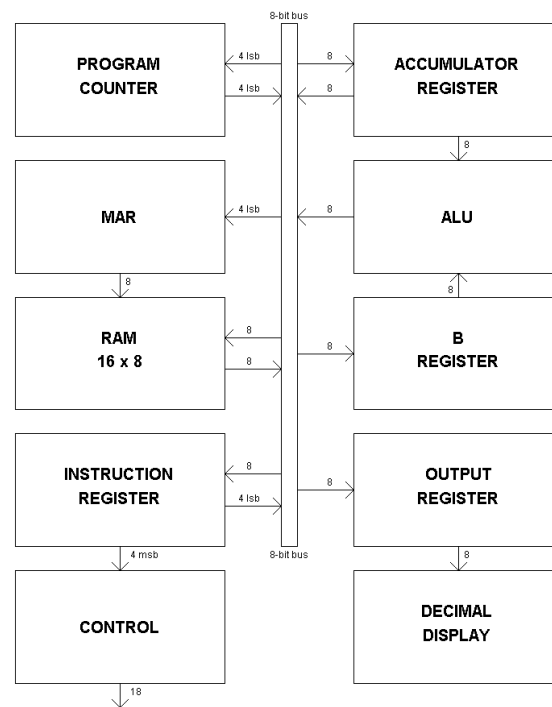 8-bit bus
PROGRAM
COUNTER
4 lsb
4 lsb
8
8
ACCUMULATOR
REGISTER
8
MAR
4 lsb
8
ALU
8
8
RAM
16 x 8
8
8
8
B
REGISTER
INSTRUCTION
REGISTER
8
4 lsb
8
OUTPUT
REGISTER
8-bit bus
4 msb
8
CONTROL
DECIMAL
DISPLAY
18